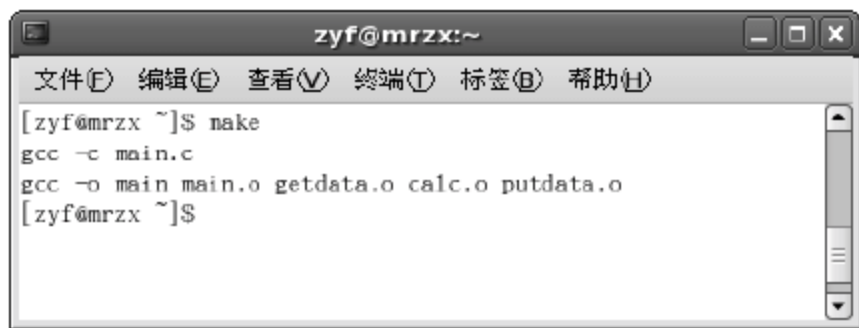 zyf@mrzx:~
文件(F) 编辑(E) 查看(V) 终端(T) 标签(B) 帮助(H)
[zyf@mrzx ~]$ make
gcc -c main.c
gcc -o main main.o getdata.o calc.o putdata.o
[zyf@mrzx ~]$